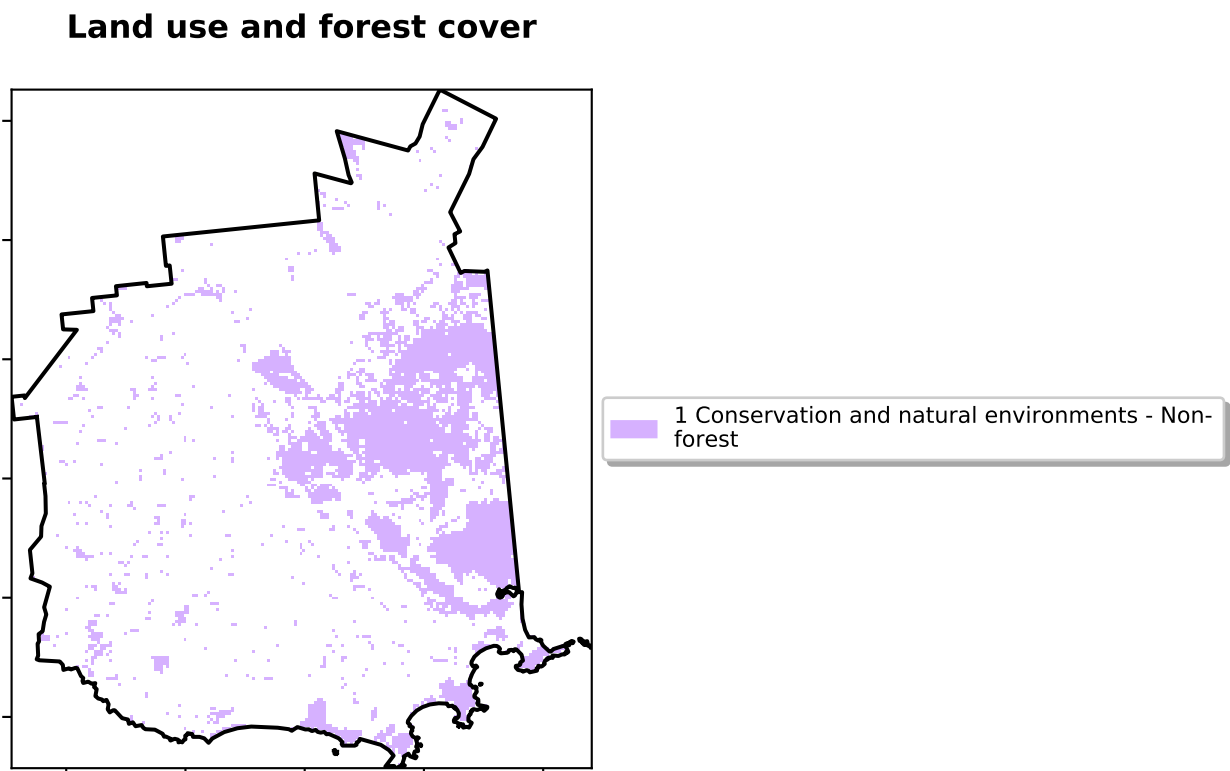 Land use and forest cover
1 Conservation and natural environments - Non-
forest